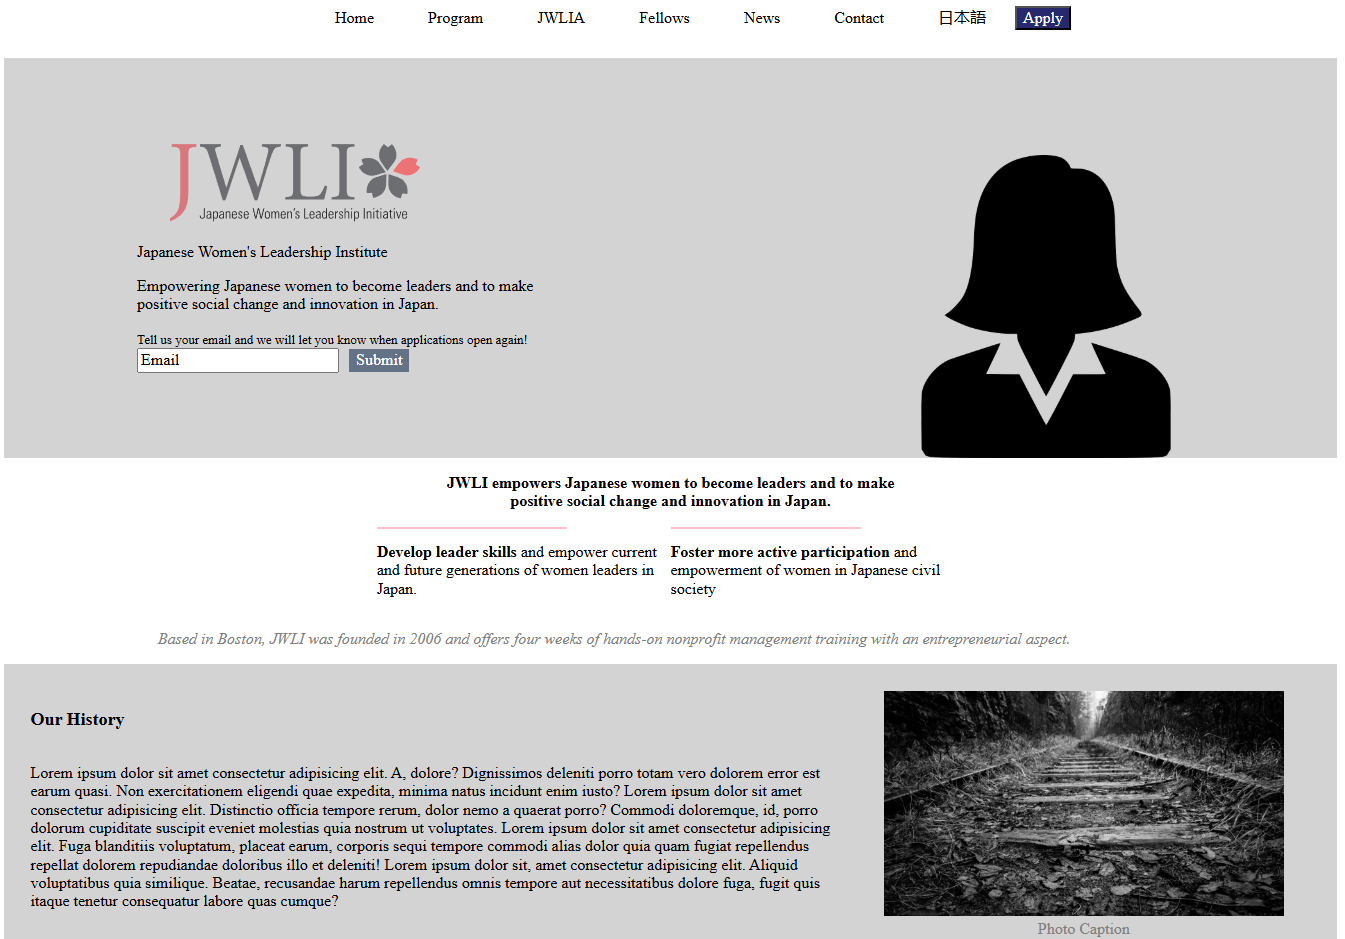 Home Program JWLIA Fellows News Contact 日本語 Apply
JWLI
Japanese Women's Leadership Initiative
Japanese Women's Leadership Institute
Empowering Japanese women to become leaders and to make
positive social change and innovation in Japan.
Tell us your email and we will let you know when applications open again!
Email Submit
JWLI empowers Japanese women to become leaders and to make
positive social change and innovation in Japan.
Develop leader skills and empower current
and future generations of women leaders in
Japan.
Foster more active participation and
empowerment of women in Japanese civil
society
Based in Boston, JWLI was founded in 2006 and offers four weeks of hands-on nonprofit management training with an entrepreneurial aspect.
Our History
Lorem ipsum dolor sit amet consectetur adipisicing elit. A, dolore? Dignissimos deleniti porro totam vero dolorem error est
earum quasi. Non exercitationem eligendi quae expedita, minima natus incidunt enim iusto? Lorem ipsum dolor sit amet
consectetur adipisicing elit. Distinctio officia tempore rerum, dolor nemo a quaerat porro? Commodi doloremque, id, porro
dolorum cupiditate suscipit eveniet molestias quia nostrum ut voluptates. Lorem ipsum dolor sit amet consectetur adipisicing
elit. Fuga blanditiis voluptatum, placeat earum, corporis sequi tempore commodi alias dolor quia quam fugiat repellendus
repellat dolorem repudiandae doloribus illo et deleniti! Lorem ipsum dolor sit, amet consectetur adipisicing elit. Aliquid
voluptatibus quia similique. Beatae, recusandae harum repellendus omnis tempore aut necessitatibus dolore fuga, fugit quis
itaque tenetur consequatur labore quas cumque?
Photo Caption